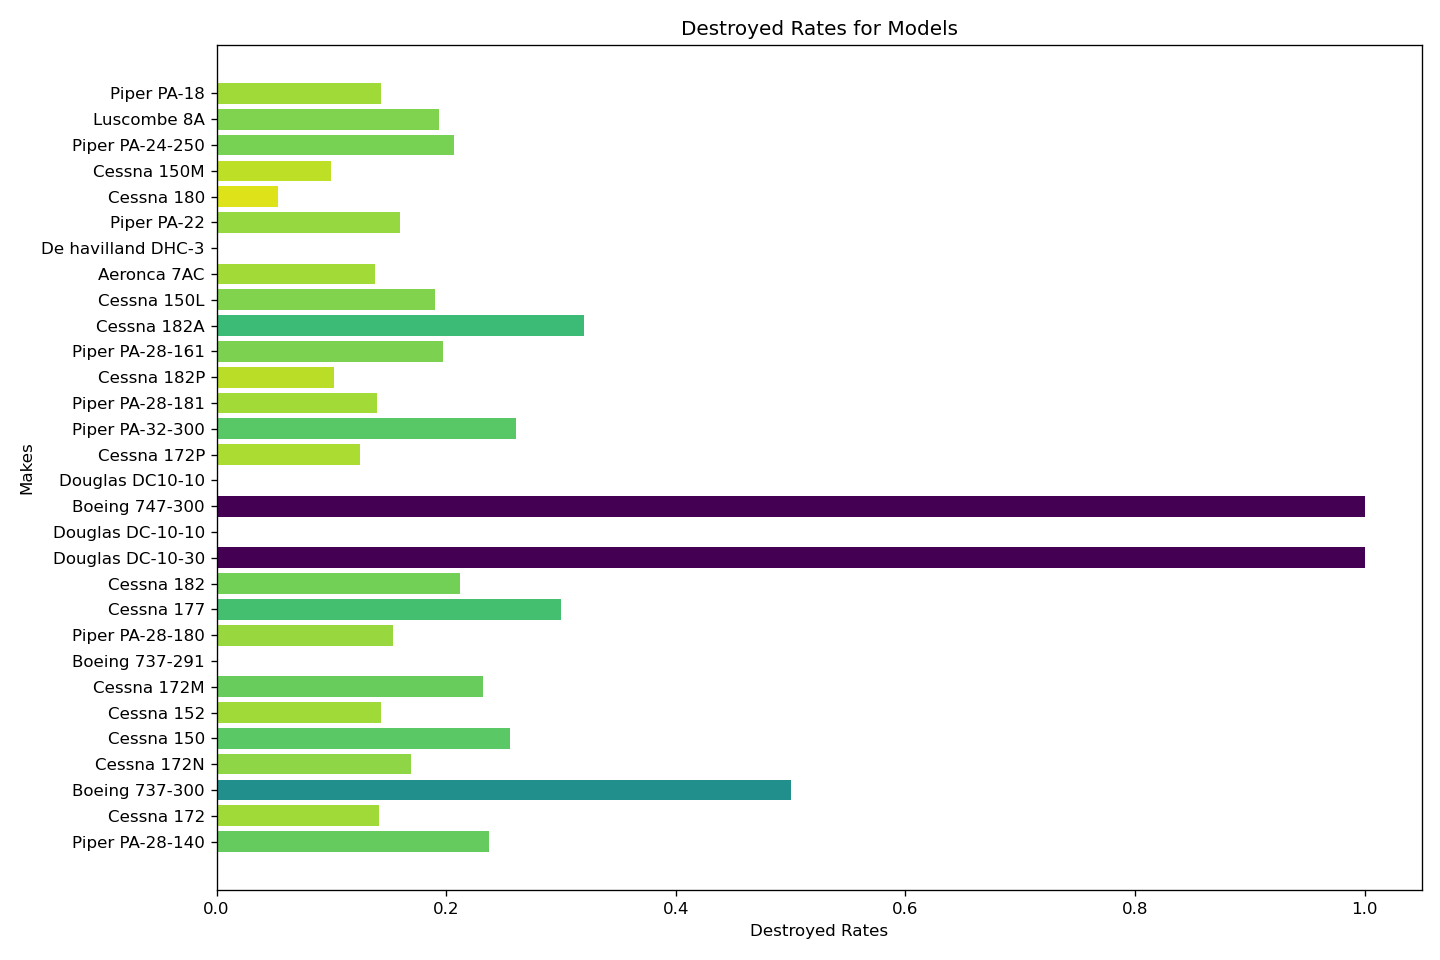 Destroyed Rates for Models
Piper PA-18
Luscombe 8A
Piper PA-24-250
Cessna 150M
Cessna 180
Piper PA-22
De havilland DHC-3
Aeronca 7AC
Cessna 150L
Cessna 182A
Piper PA-28-161
Cessna 182P
Piper PA-28-181
Piper PA-32-300
Cessna 172P
Douglas DC10-10
Boeing 747-300
Douglas DC-10-10
Douglas DC-10-30
Cessna 182
Cessna 177
Piper PA-28-180
Boeing 737-291
Cessna 172M
Cessna 152
Cessna 150
Cessna 172N
Boeing 737-300
Cessna 172
Piper PA-28-140
Makes
0.0 0.2 0.4 0.6 0.8 1.0
Destroyed Rates